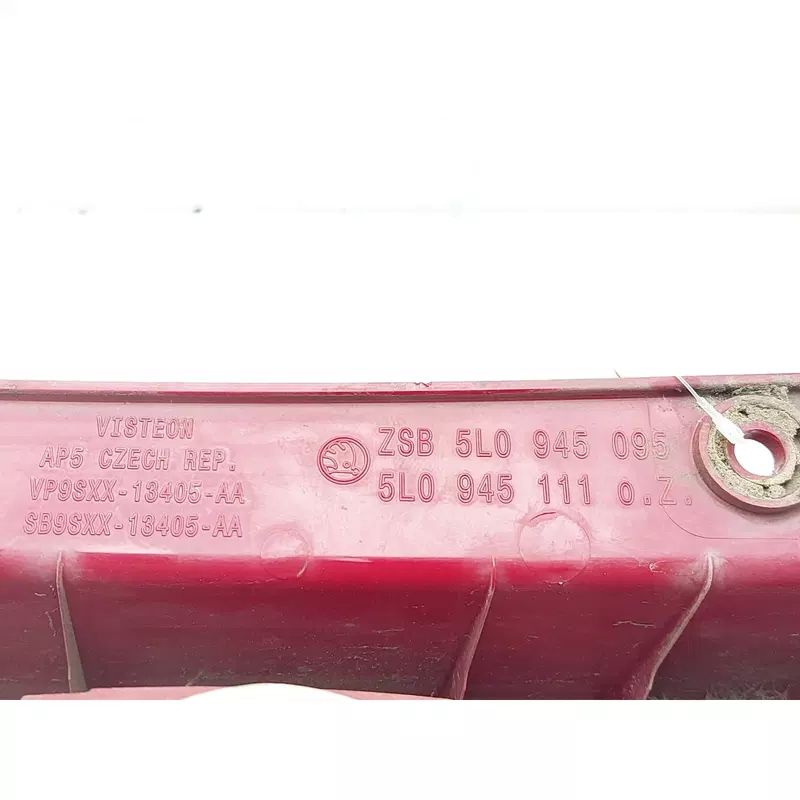 VISTEON
AP5 CZECH REP.
VP9SXX-13405-AA
SB9SXX-13405-AA
ZSB 5L0 945 095
5L0 945 111 o.Z.